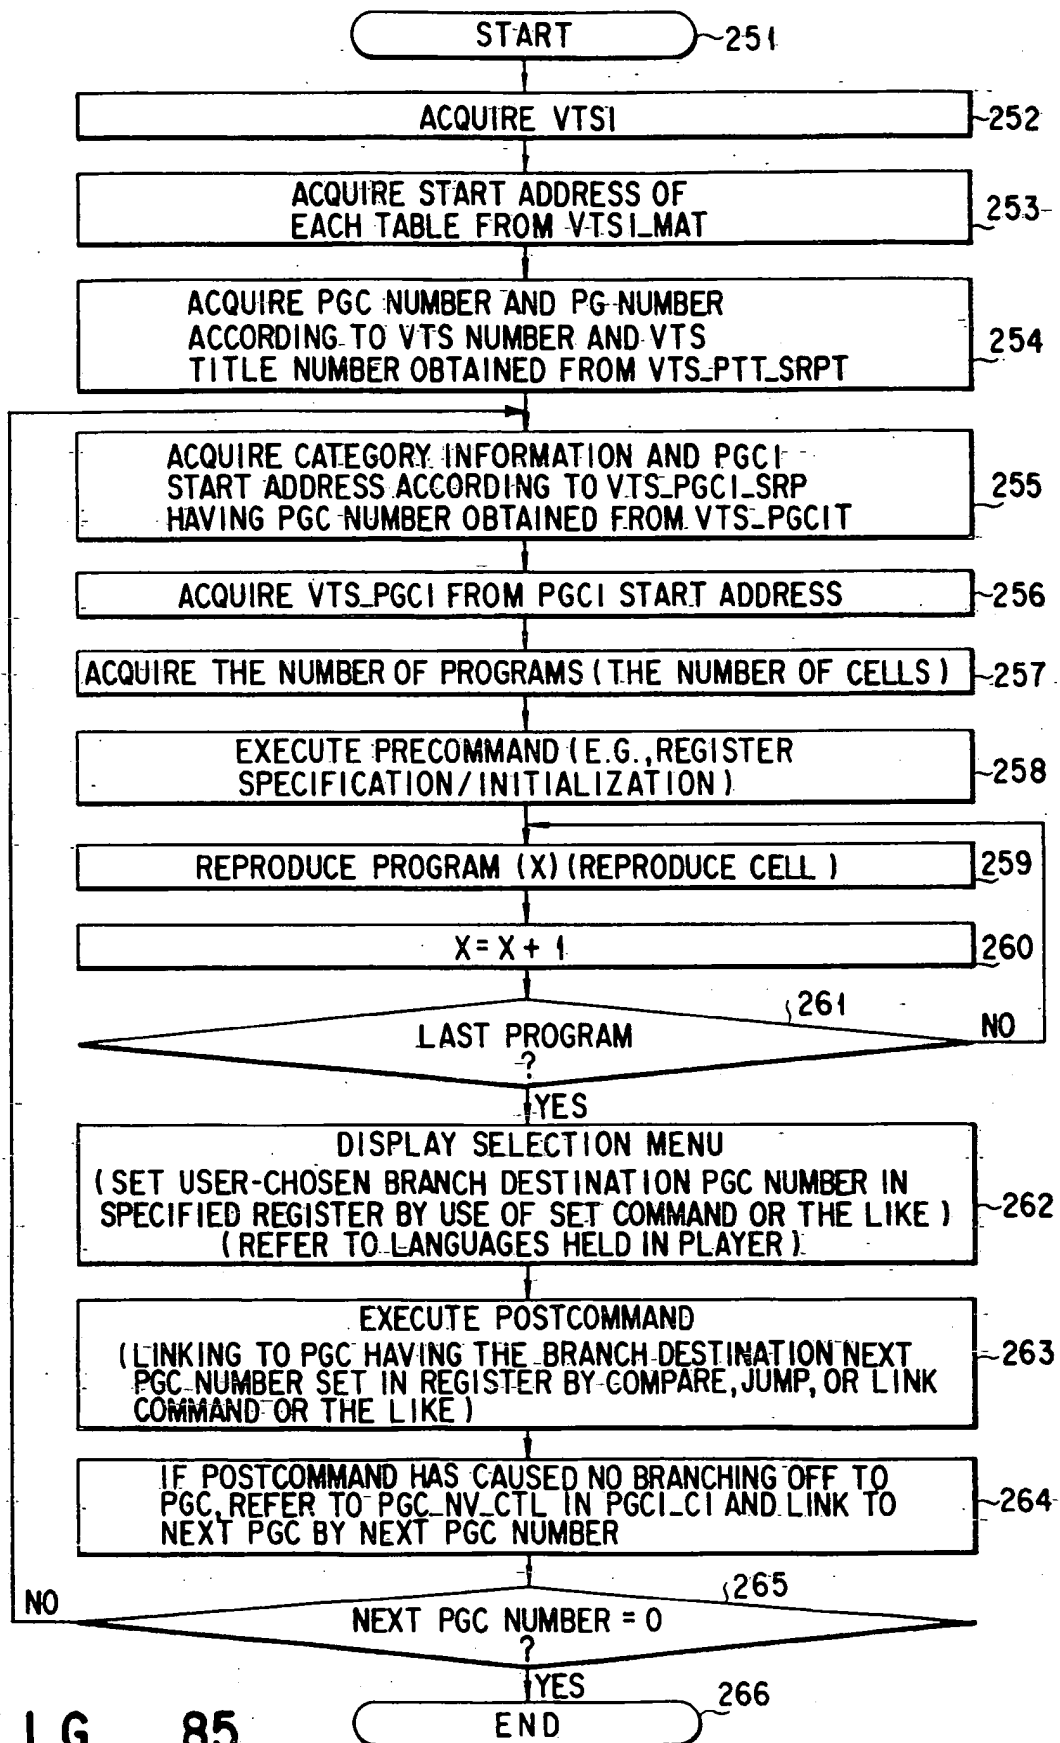 START
251
ACQUIRE VTSI
252
ACQUIRE START ADDRESS OF
EACH TABLE FROM VTSI_MAT
253
ACQUIRE PGC NUMBER AND PG NUMBER
ACCORDING TO VTS NUMBER AND VTS
TITLE NUMBER OBTAINED FROM VTS_PTT_SRPT
254
ACQUIRE CATEGORY INFORMATION AND PGCI
START ADDRESS ACCORDING TO VTS_PGCI_SRP
HAVING PGC NUMBER OBTAINED FROM VTS_PGCIT
255
ACQUIRE VTS_PGCI FROM PGCI START ADDRESS
256
ACQUIRE THE NUMBER OF PROGRAMS (THE NUMBER OF CELLS)
257
EXECUTE PRECOMMAND (E.G., REGISTER
SPECIFICATION/INITIALIZATION)
258
REPRODUCE PROGRAM (X) (REPRODUCE CELL)
259
X = X + 1
260
261
LAST PROGRAM
?
NO
YES
DISPLAY SELECTION MENU
(SET USER-CHOSEN BRANCH DESTINATION PGC NUMBER IN
SPECIFIED REGISTER BY USE OF SET COMMAND OR THE LIKE)
(REFER TO LANGUAGES HELD IN PLAYER)
262
EXECUTE POSTCOMMAND
(LINKING TO PGC HAVING THE BRANCH DESTINATION NEXT
PGC NUMBER SET IN REGISTER BY COMPARE, JUMP, OR LINK
COMMAND OR THE LIKE)
263
IF POSTCOMMAND HAS CAUSED NO BRANCHING OFF TO
PGC, REFER TO PGC_NV_CTL IN PGCI_CI AND LINK TO
NEXT PGC BY NEXT PGC NUMBER
264
265
NO
NEXT PGC NUMBER = 0
?
YES
266
END
I G. 85